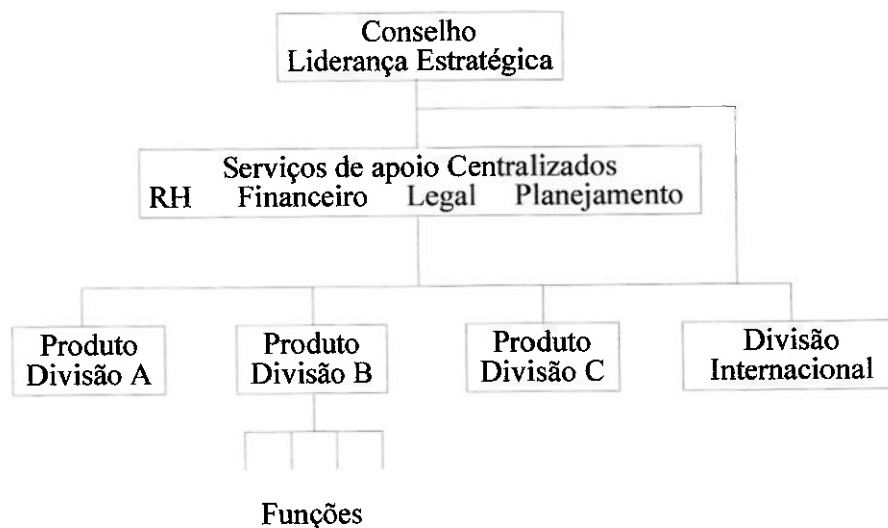 Conselho
Liderança Estratégica
Serviços de apoio Centralizados
RH Financeiro Legal Planejamento
Produto
Divisão A
Produto
Divisão B
Produto
Divisão C
Divisão
Internacional
Funções